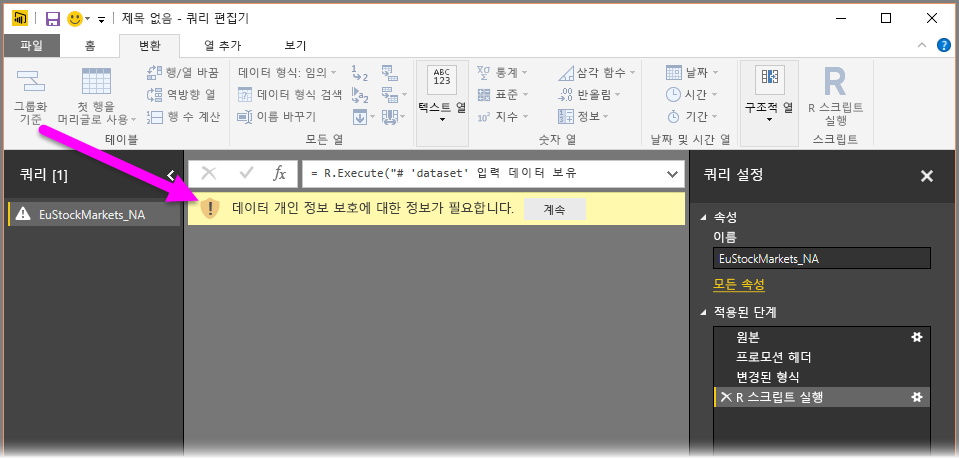 제목 없음 - 쿼리 편집기
파일 홈 변환 열 추가 보기
그룹화
기준
첫 행을
머리글로 사용
행/열 바꿈
역방향 열
행 수 계산
테이블
데이터 형식: 임의
데이터 형식 검색
이름 바꾸기
모든 열
ABC
123
텍스트 열
통계
표준
지수
삼각 함수
반올림
정보
숫자 열
날짜
시간
기간
날짜 및 시간 열
구조적 열
R
R 스크립트
실행
스크립트
쿼리 [1]
EuStockMarkets_NA
fx
= R.Execute("# 'dataset' 입력 데이터 보유
데이터 개인 정보 보호에 대한 정보가 필요합니다. 계속
쿼리 설정
속성
이름
EuStockMarkets_NA
모든 속성
적용된 단계
원본
프로모션 헤더
변경된 형식
R 스크립트 실행